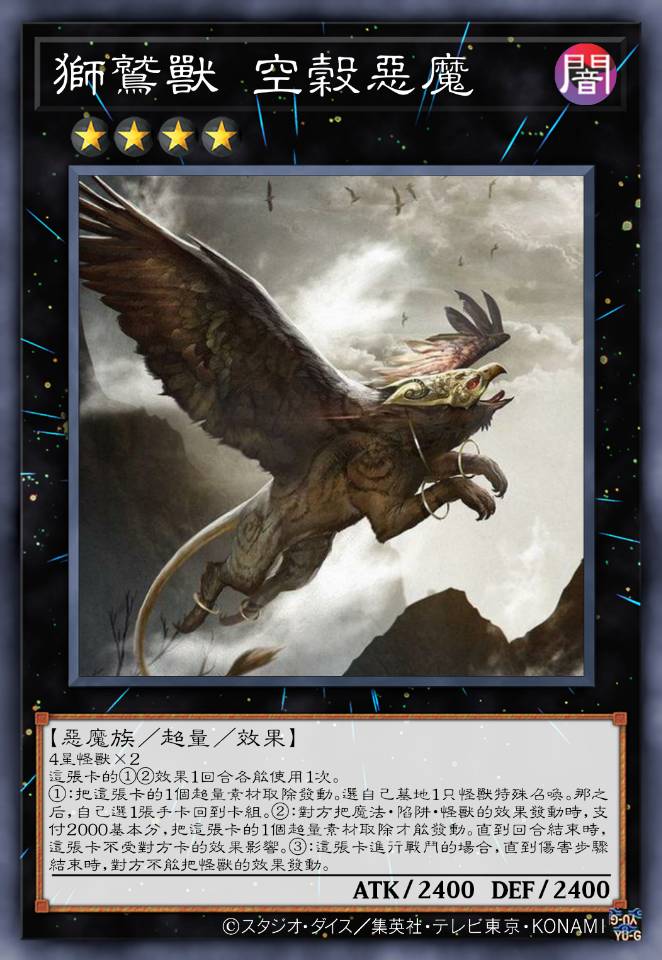 獅鷲獸 空穀惡魔
闇
【惡魔族／超量／效果】
4星怪獸×2
這張卡的①②效果1回合各能使用1次。
①：把這張卡的1個超量素材取除發動。選自己墓地1只怪獸特殊召喚。那之
后，自己選1張手卡回到卡組。②：對方把魔法·陷阱·怪獸的效果發動時，支
付2000基本分，把這張卡的1個超量素材取除才能發動。直到回合結束時，
這張卡不受對方卡的效果影響。③：這張卡進行戰鬥的場合，直到傷害步驟
結束時，對方不能把怪獸的效果發動。
ATK/2400 DEF/2400
©スタジオ·ダイス／集英社·テレビ東京·KONAMI